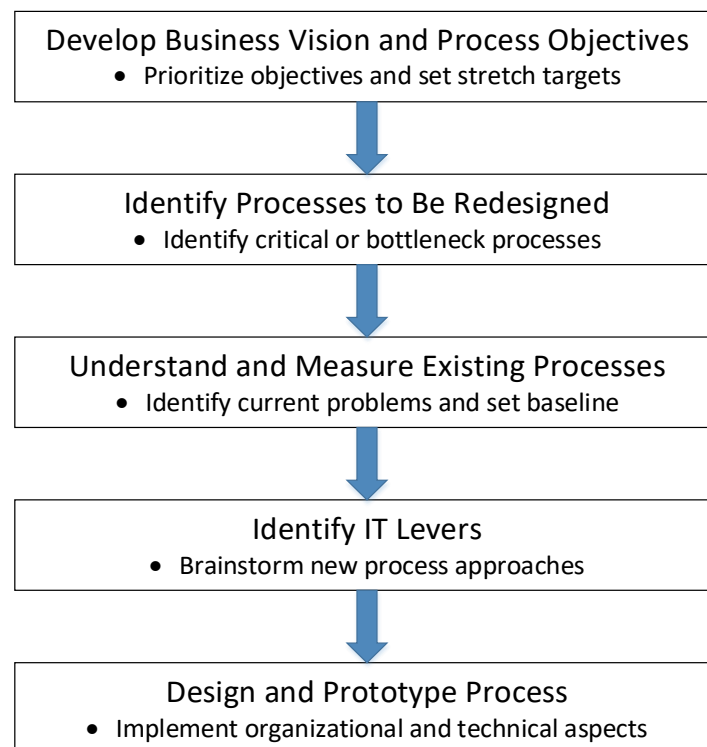 Develop Business Vision and Process Objectives
• Prioritize objectives and set stretch targets
Identify Processes to Be Redesigned
• Identify critical or bottleneck processes
Understand and Measure Existing Processes
• Identify current problems and set baseline
Identify IT Levers
• Brainstorm new process approaches
Design and Prototype Process
• Implement organizational and technical aspects